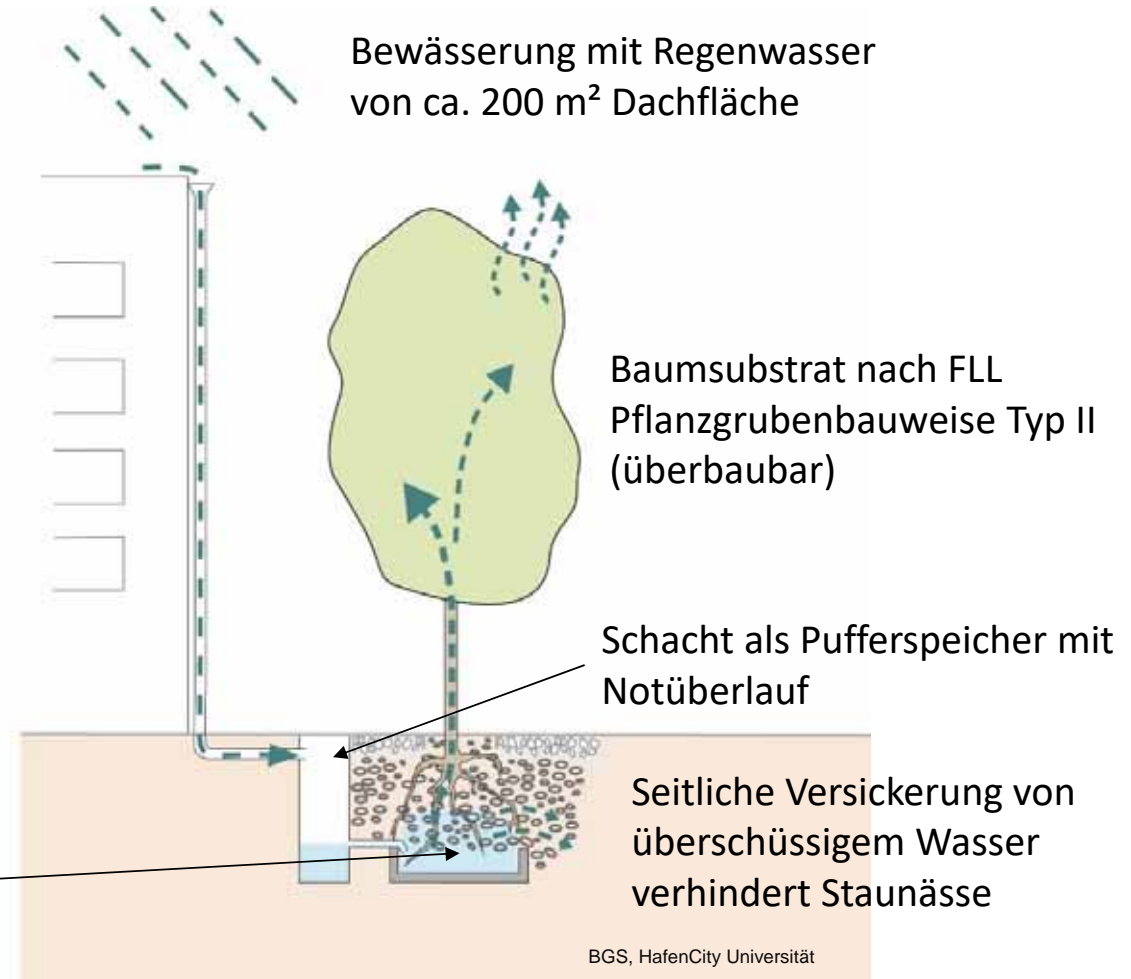 Bewässerung mit Regenwasser
von ca. 200 m² Dachfläche
Baumsubstrat nach FLL
Pflanzgrubenbauweise Typ II
(überbaubar)
Schacht als Pufferspeicher mit
Notüberlauf
Seitliche Versickerung von
überschüssigem Wasser
verhindert Staunässe
BGS, HafenCity Universität